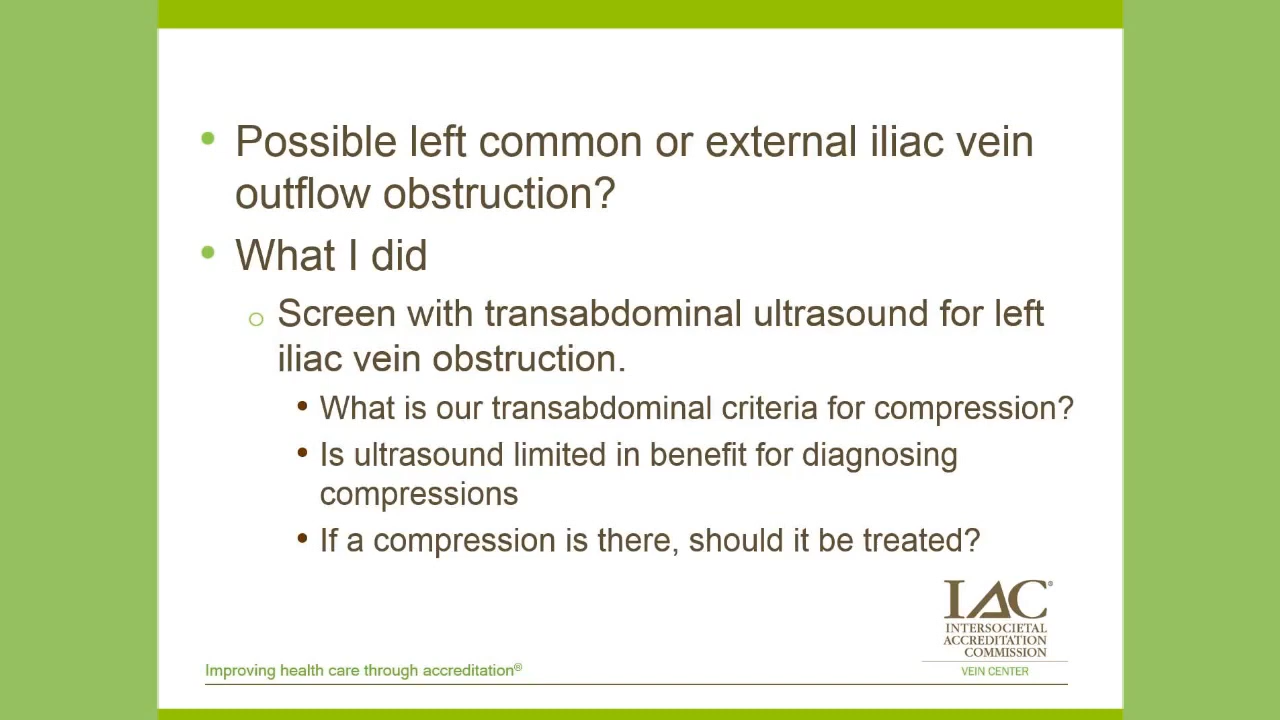 • Possible left common or external iliac vein
outflow obstruction?
• What I did
o Screen with transabdominal ultrasound for left
iliac vein obstruction.
• What is our transabdominal criteria for compression?
• Is ultrasound limited in benefit for diagnosing
compressions
• If a compression is there, should it be treated?
IAC®
INTERSOCIETAL
ACCREDITATION
COMMISSION
VEIN CENTER
Improving health care through accreditation®